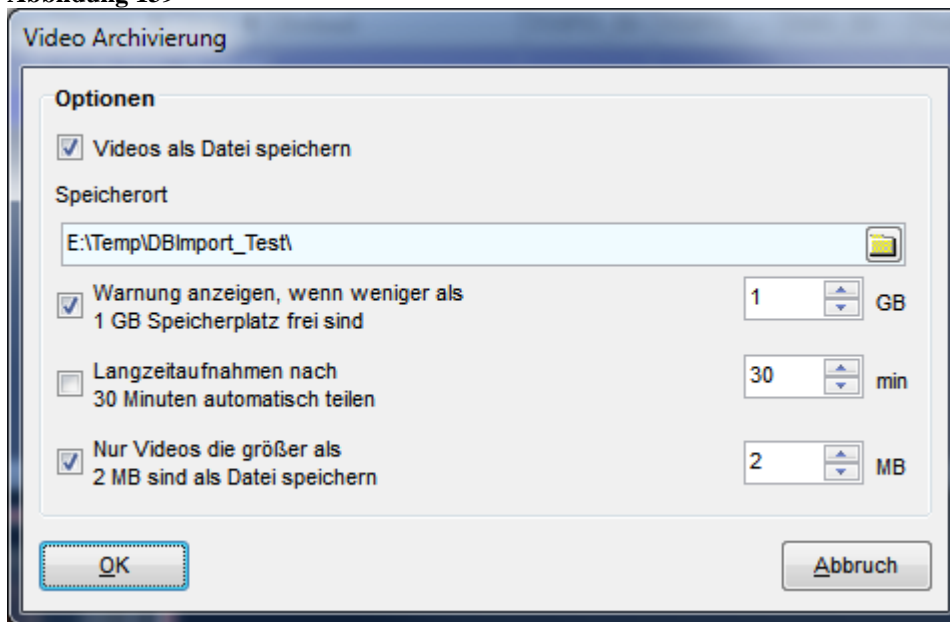 Abbildung 139
Video Archivierung
Optionen
Videos als Datei speichern
Speicherort
E:\Temp\DBImport_Test\
Warnung anzeigen, wenn weniger als
1 GB Speicherplatz frei sind
1 GB
Langzeitaufnahmen nach
30 Minuten automatisch teilen
30 min
Nur Videos die größer als
2 MB sind als Datei speichern
2 MB
OK
Abbruch